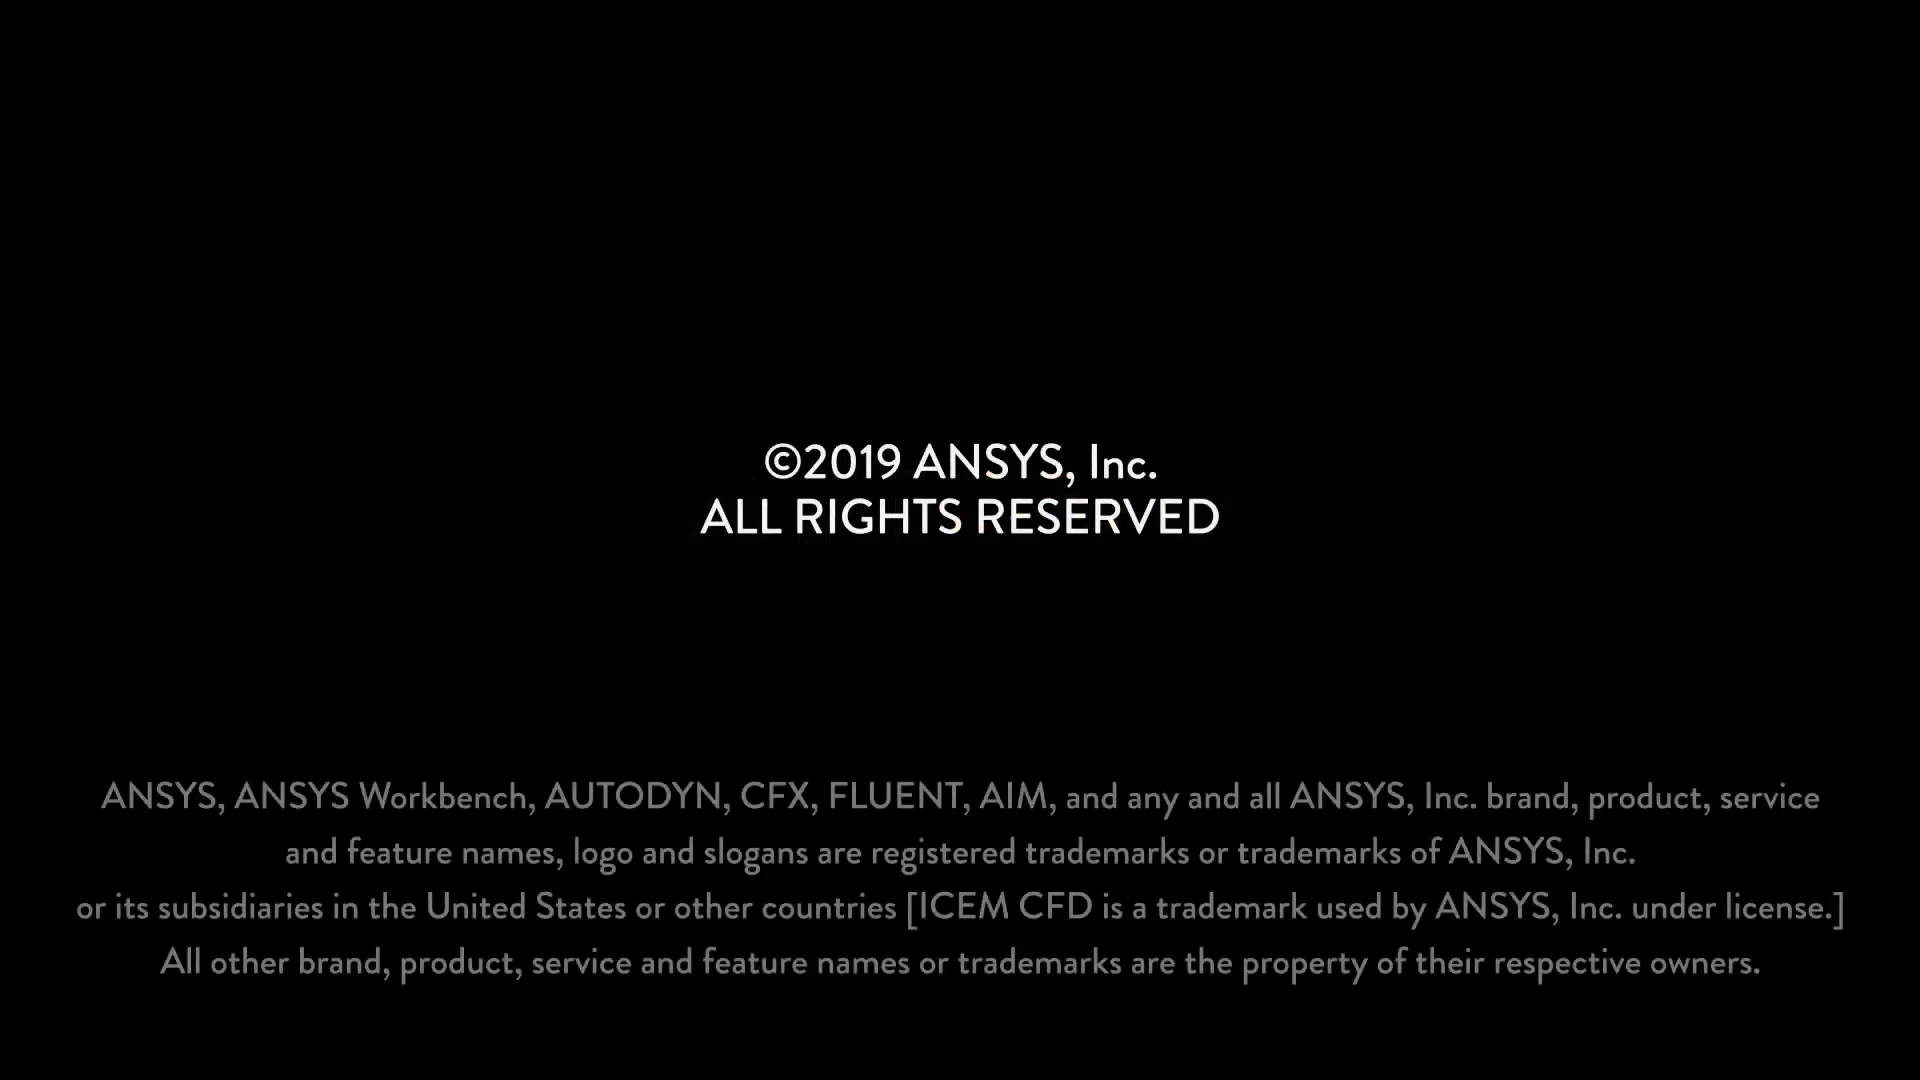 ©2019 ANSYS, Inc.
ALL RIGHTS RESERVED
ANSYS, ANSYS Workbench, AUTODYN, CFX, FLUENT, AIM, and any and all ANSYS, Inc. brand, product, service
and feature names, logo and slogans are registered trademarks or trademarks of ANSYS, Inc.
or its subsidiaries in the United States or other countries [ICEM CFD is a trademark used by ANSYS, Inc. under license.]
All other brand, product, service and feature names or trademarks are the property of their respective owners.